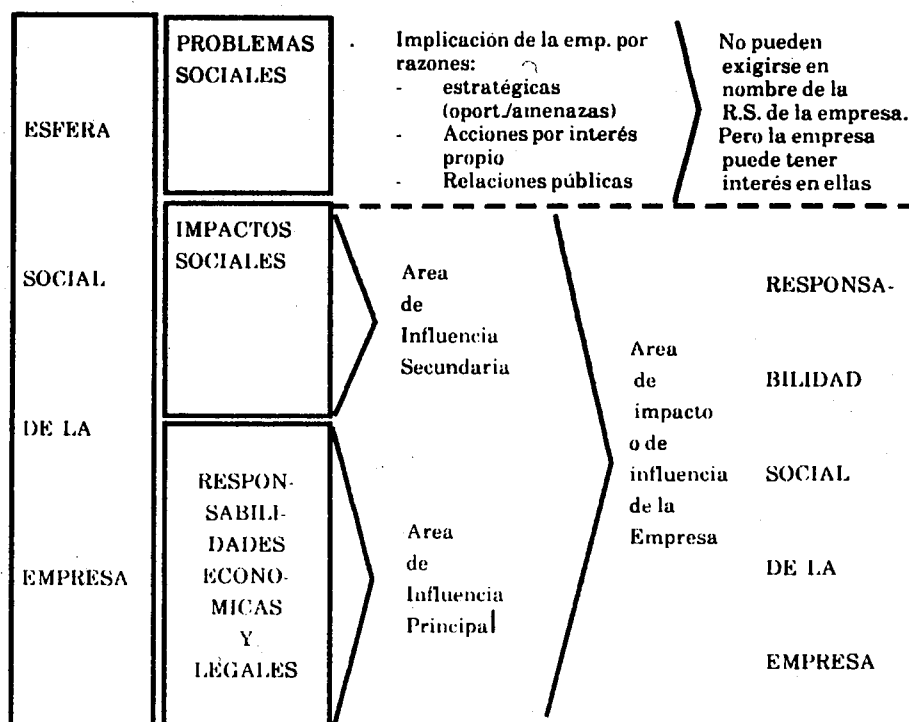 ESFERA
SOCIAL
DE LA
EMPRESA
PROBLEMAS
SOCIALES
. Implicación de la emp. por
razones:
- estratégicas
(oport./amenazas)
- Acciones por interés
propio
- Relaciones públicas
No pueden
exigirse en
nombre de la
R.S. de la empresa.
Pero la empresa
puede tener
interés en ellas
IMPACTOS
SOCIALES
Area
de
Influencia
Secundaria
RESPON-
SABILI-
DADES
ECONO-
MICAS
Y
LEGALES
Area
de
Influencia
Principal
Area
de
impacto
o de
influencia
de la
Empresa
RESPONSA-
BILIDAD
SOCIAL
DE LA
EMPRESA